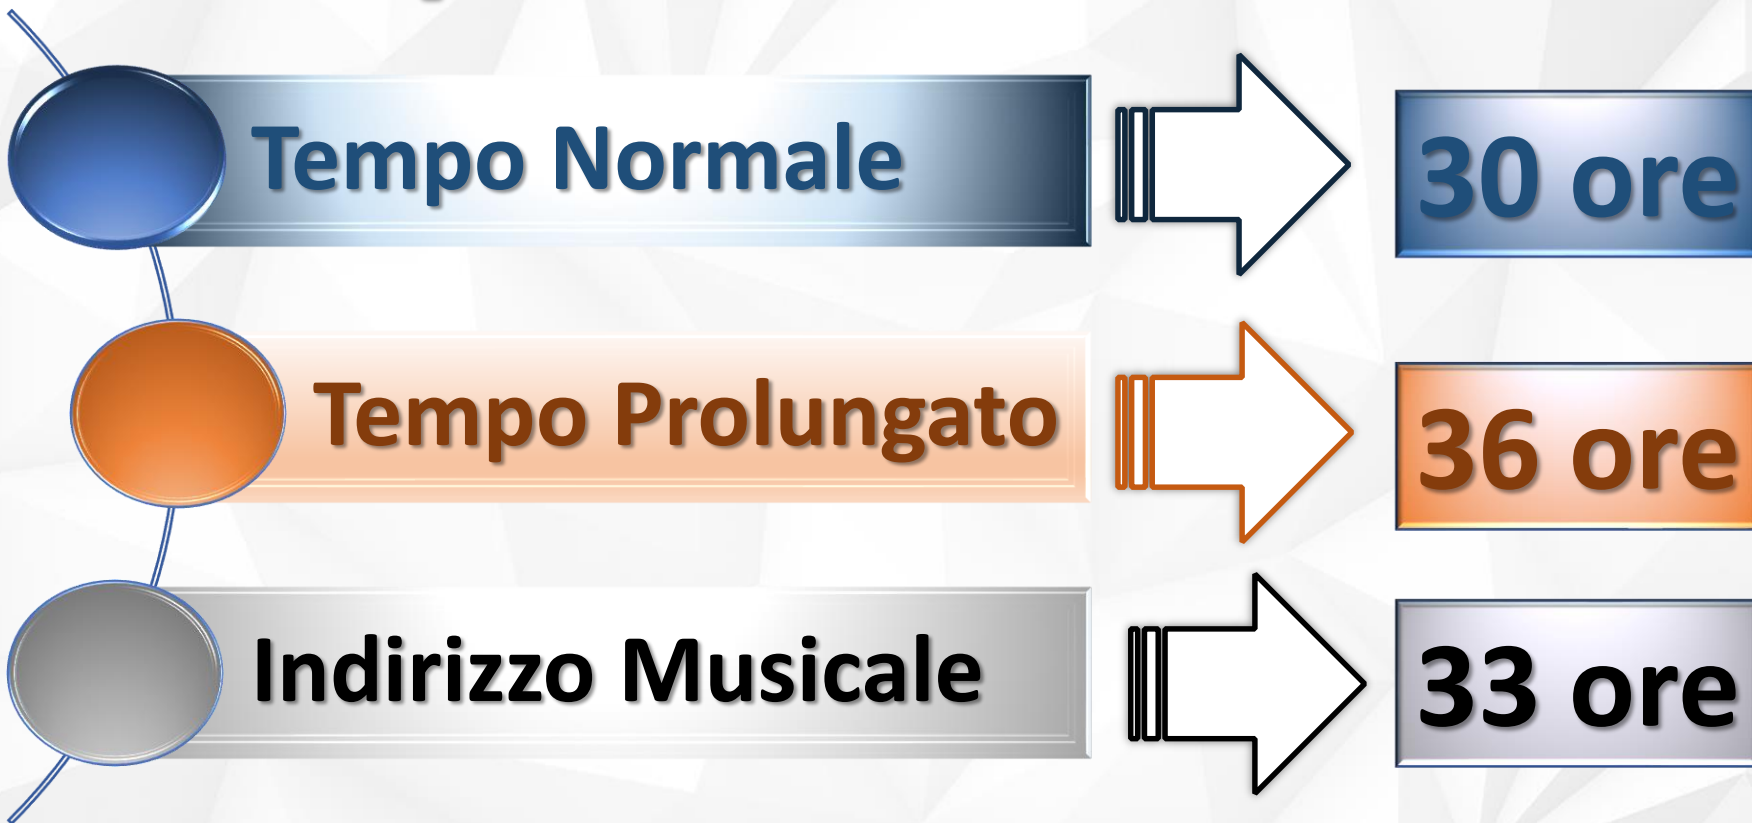 Tempo Normale
30 ore
Tempo Prolungato
36 ore
Indirizzo Musicale
33 ore